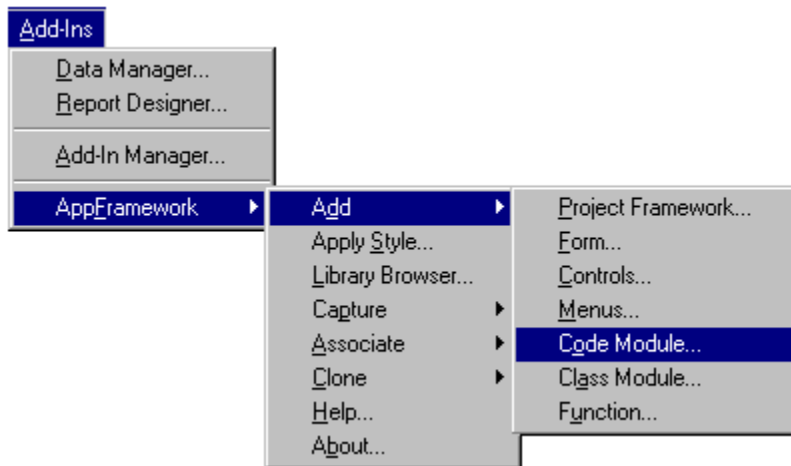 Add-Ins
Data Manager...
Report Designer...
Add-In Manager...
AppFramework
Add
Apply Style...
Library Browser...
Capture
Associate
Clone
Help...
About...
Project Framework...
Form...
Controls...
Menus...
Code Module...
Class Module...
Function...